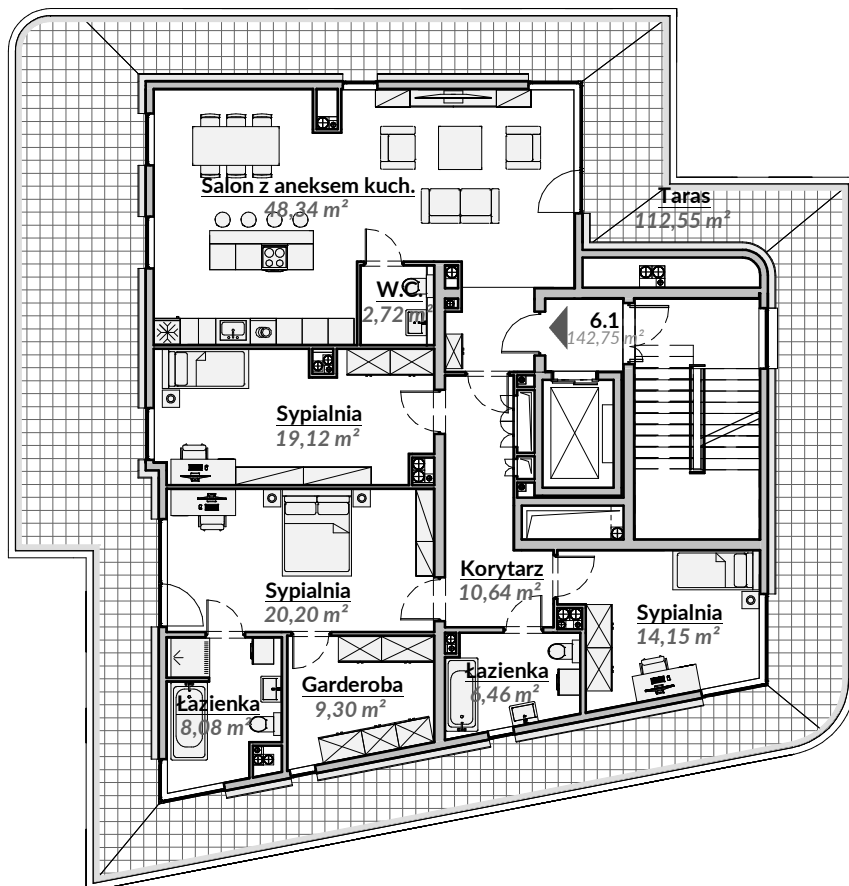 Salon z aneksem kuch.
48,34 m²
Taras
112,55 m²
W.C.
2,72 m²
6.1
142,75 m²
Sypialnia
19,12 m²
Sypialnia
20,20 m²
Korytarz
10,64 m²
Sypialnia
14,15 m²
Łazienka
8,08 m²
Garderoba
9,30 m²
Łazienka
6,46 m²